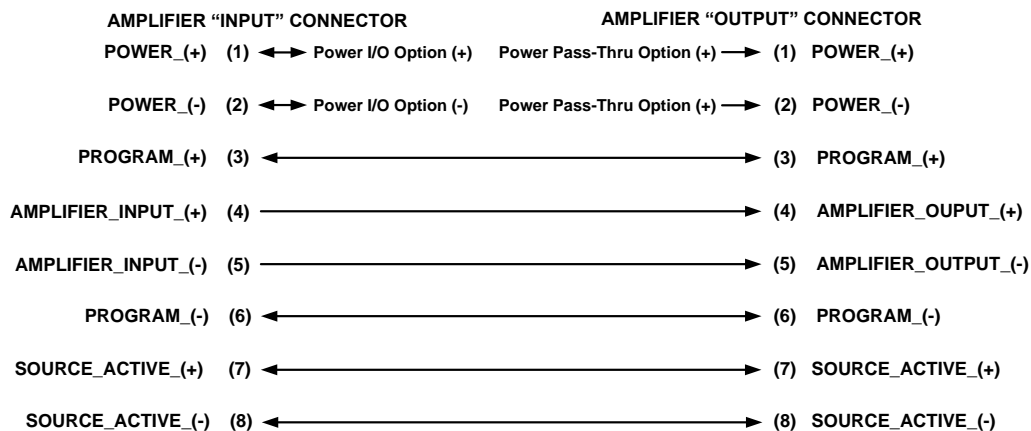 AMPLIFIER “INPUT” CONNECTOR AMPLIFIER “OUTPUT” CONNECTOR
POWER_(+) (1) Power I/O Option (+) Power Pass-Thru Option (+) (1) POWER_(+)
POWER_(-) (2) Power I/O Option (-) Power Pass-Thru Option (+) (2) POWER_(-)
PROGRAM_(+) (3) (3) PROGRAM_(+)
AMPLIFIER_INPUT_(+) (4) (4) AMPLIFIER_OUPUT_(+)
AMPLIFIER_INPUT_(-) (5) (5) AMPLIFIER_OUTPUT_(-)
PROGRAM_(-) (6) (6) PROGRAM_(-)
SOURCE_ACTIVE_(+) (7) (7) SOURCE_ACTIVE_(+)
SOURCE_ACTIVE_(-) (8) (8) SOURCE_ACTIVE_(-)